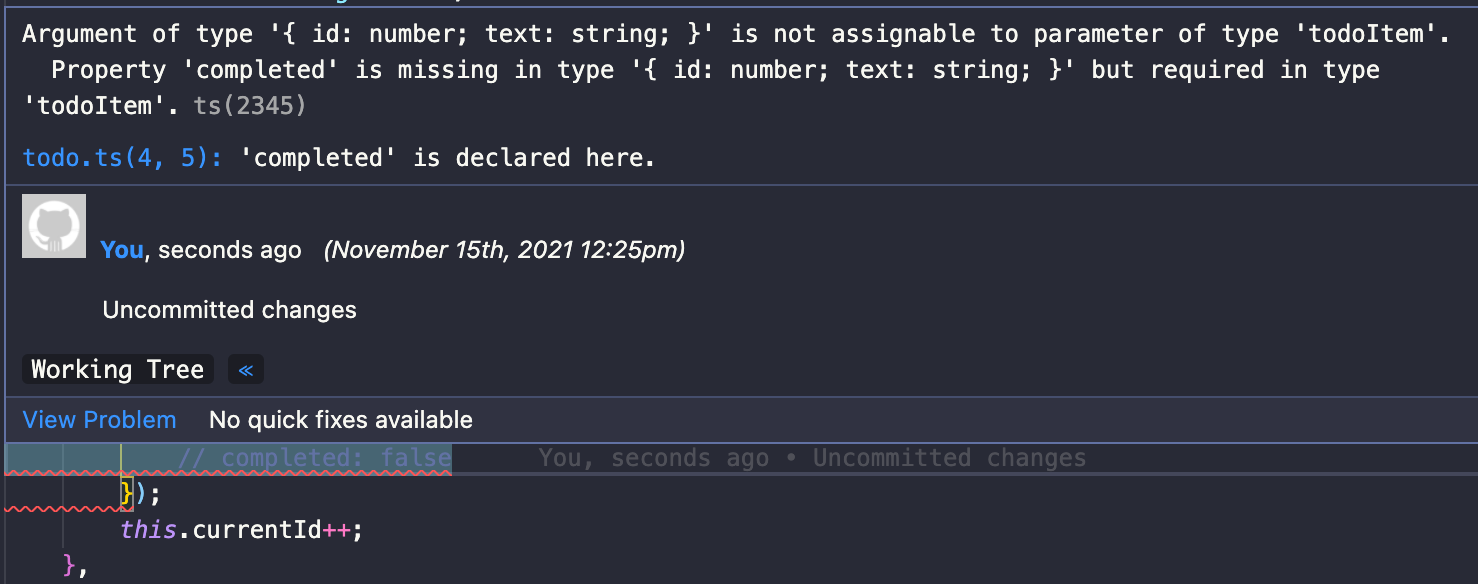 Argument of type '{ id: number; text: string; }' is not assignable to parameter of type 'todoItem'.
Property 'completed' is missing in type '{ id: number; text: string; }' but required in type
'todoItem'. ts(2345)
todo.ts(4, 5): 'completed' is declared here.
You, seconds ago (November 15th, 2021 12:25pm)
Uncommitted changes
Working Tree «
View Problem No quick fixes available
// completed: false You, seconds ago • Uncommitted changes
});
this.currentId++;
},